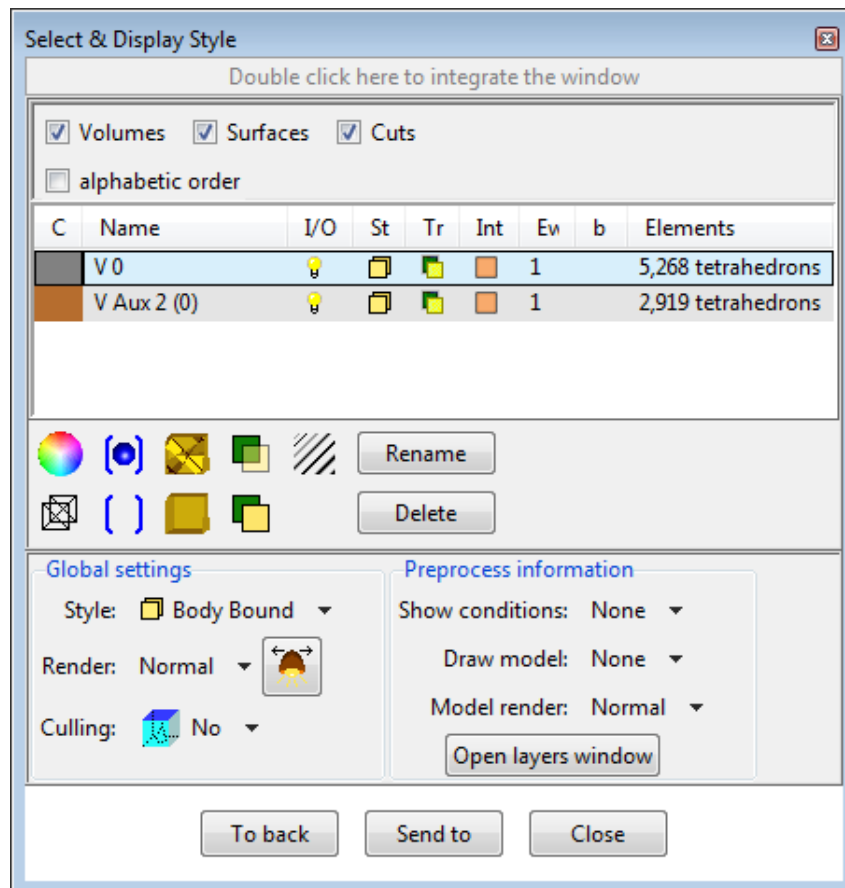 Select & Display Style
Double click here to integrate the window
Volumes Surfaces Cuts
alphabetic order
C Name I/O St Tr Int Ew b Elements
V 0 1 5,268 tetrahedrons
V Aux 2 (0) 1 2,919 tetrahedrons
Rename
Delete
Global settings
Style: Body Bound
Render: Normal
Culling: No
Preprocess information
Show conditions: None
Draw model: None
Model render: Normal
Open layers window
To back Send to Close